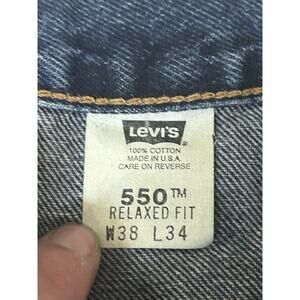 LEVI'S®
100% COTTON
MADE IN U.S.A.
CARE ON REVERSE
550™
RELAXED FIT
W38 L34